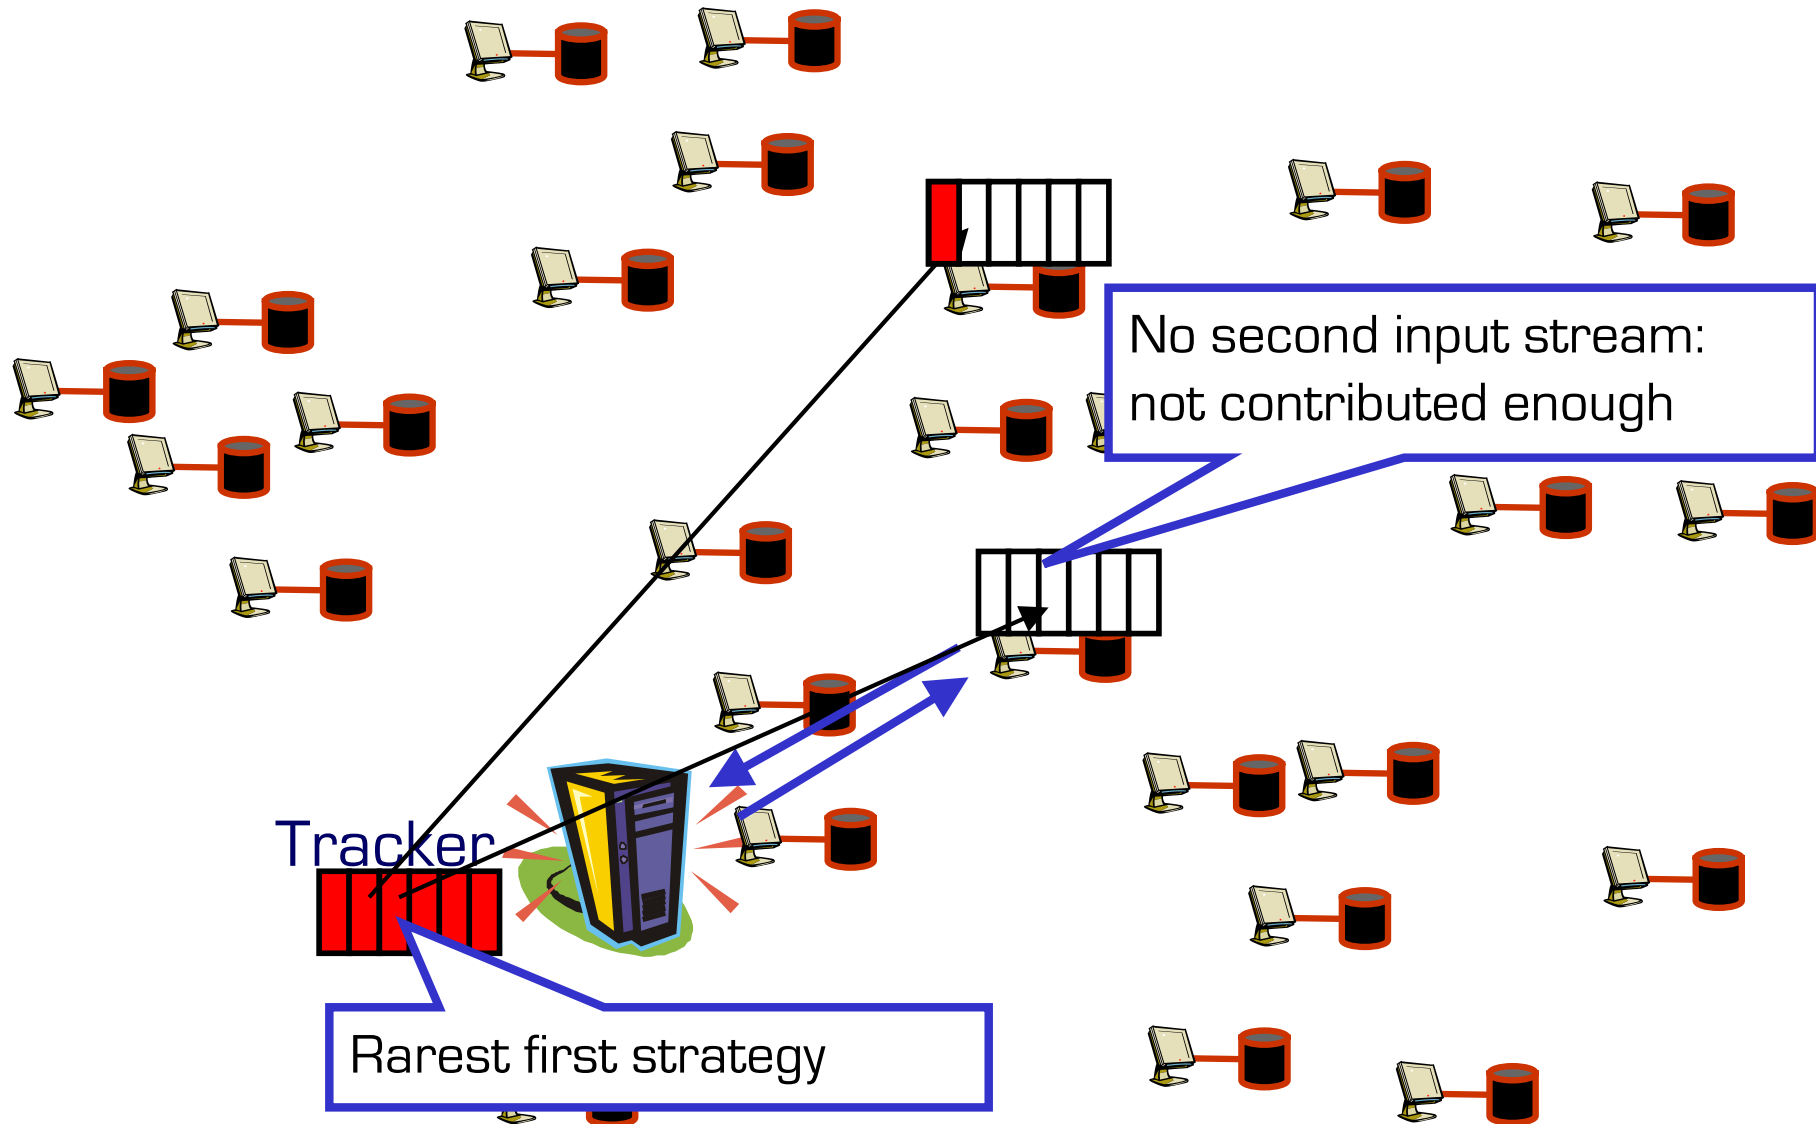 No second input stream:
not contributed enough
Tracker
Rarest first strategy